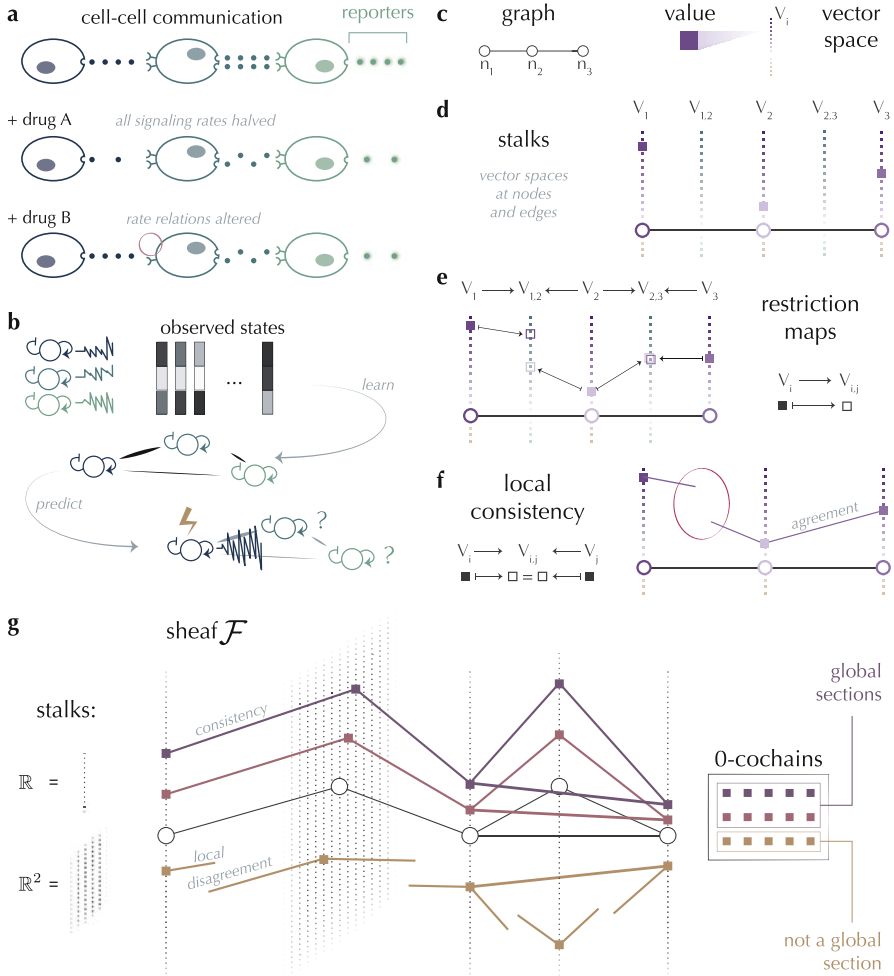 a
cell-cell communication
reporters
+ drug A
all signaling rates halved
+ drug B
rate relations altered
b
observed states
...
learn
predict
?
?
c
graph
n1
n2
n3
value
Vi
vector
space
d
stalks
vector spaces
at nodes
and edges
V1 V1,2 V2 V2,3 V3
e
V1 → V1,2 ← V2 → V2,3 ← V3
restriction
maps
Vi → Vi,j
f
local
consistency
Vi → Vi,j ← Vj
=
agreement
g
sheaf ℱ
stalks:
ℝ =
ℝ² =
consistency
local
disagreement
global
sections
0-cochains
not a global
section